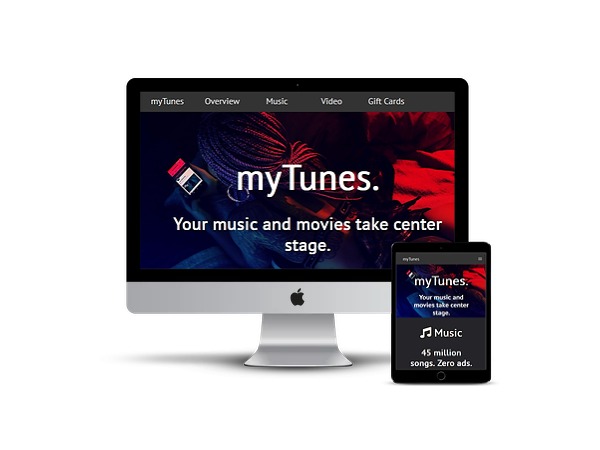 myTunes Overview Music Video Gift Cards
myTunes.
Your music and movies take center
stage.
myTunes
myTunes.
Your music and
movies take center
stage.
Music
45 million
songs. Zero ads.